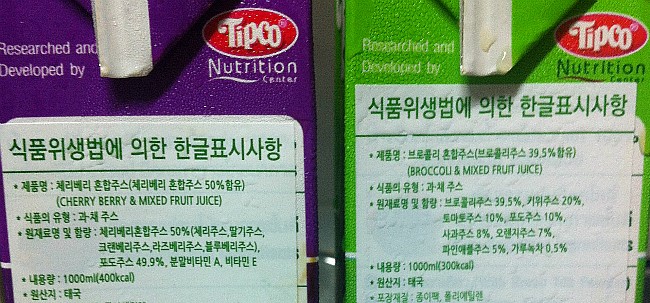 Researched and
Developed by
Tipco
Nutrition
Center
식품위생법에 의한 한글표시사항
* 제품명 : 체리베리 혼합주스(체리베리 혼합주스 50%함유)
(CHERRY BERRY & MIXED FRUIT JUICE)
* 식품의 유형 : 과·채 주스
* 원재료명 및 함량 : 체리베리혼합주스 50%(체리주스,딸기주스,
크랜베리주스,라즈베리주스,블루베리주스),
포도주스 49.9%, 분말비타민 A, 비타민 E
* 내용량 : 1000ml(400kcal)
* 원산지 : 태국
Researched and
Developed by
Tipco
Nutrition
Center
식품위생법에 의한 한글표시사항
* 제품명 : 브로콜리 혼합주스(브로콜리주스 39.5%함유)
(BROCCOLI & MIXED FRUIT JUICE)
* 식품의 유형 : 과·채주스
* 원재료명 및 함량 : 브로콜리주스 39.5%, 키위주스 20%,
토마토주스 10%, 포도주스 10%,
사과주스 8%, 오렌지주스 7%,
파인애플주스 5%, 가루녹차 0.5%
* 내용량 : 1000ml(300kcal)
* 원산지 : 태국
* 포장재질 : 종이팩, 폴리에틸렌